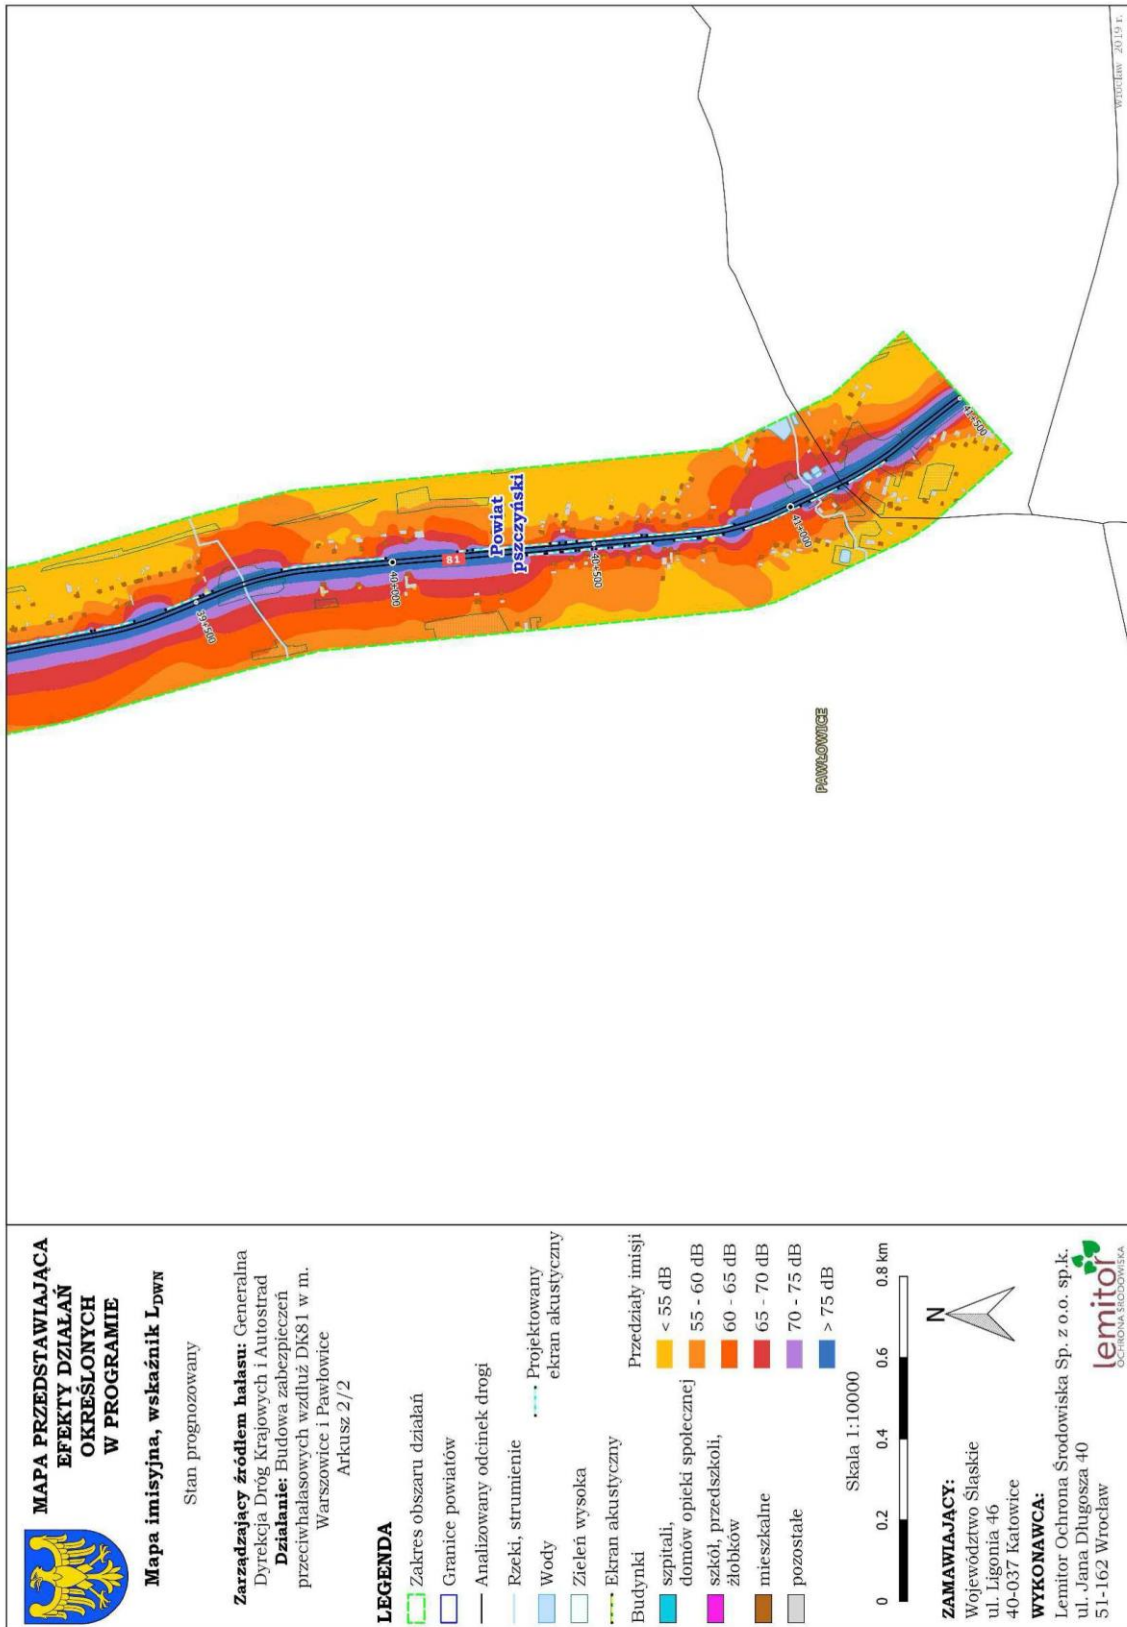 MAPA PRZEDSTAWIAJĄCA
EFEKTY DZIAŁAŃ
OKREŚLONYCH
W PROGRAMIE
Mapa imisyjna, wskaźnik LDWN
Stan prognozowany
Zarządzający źródłem hałasu: Generalna
Dyrekcja Dróg Krajowych i Autostrad
Działanie: Budowa zabezpieczeń
przeciwhałasowych wzdłuż DK81 w m.
Warszowice i Pawłowice
Arkusz 2/2
LEGENDA
Zakres obszaru działań
Granice powiatów
Analizowany odcinek drogi
Rzeki, strumienie
Wody
Zieleń wysoka
Ekran akustyczny
Projektowany
ekran akustyczny
Budynki
szpitali,
domów opieki społecznej
szkół, przedszkoli,
żłobków
mieszkalne
pozostałe
Przedziały imisji
< 55 dB
55 - 60 dB
60 - 65 dB
65 - 70 dB
70 - 75 dB
> 75 dB
Skala 1:10000
0 0.2 0.4 0.6 0.8 km
N
ZAMAWIAJĄCY:
Województwo Śląskie
ul. Ligonia 46
40-037 Katowice
WYKONAWCA:
Lemitor Ochrona Środowiska Sp. z o.o. sp.k.
ul. Jana Długosza 40
51-162 Wrocław
lemitor
OCHRONA ŚRODOWISKA
39+500
40+000
81
Powiat
pszczyński
40+500
41+000
41+500
PAWŁOWICE
Wrocław 2019 r.